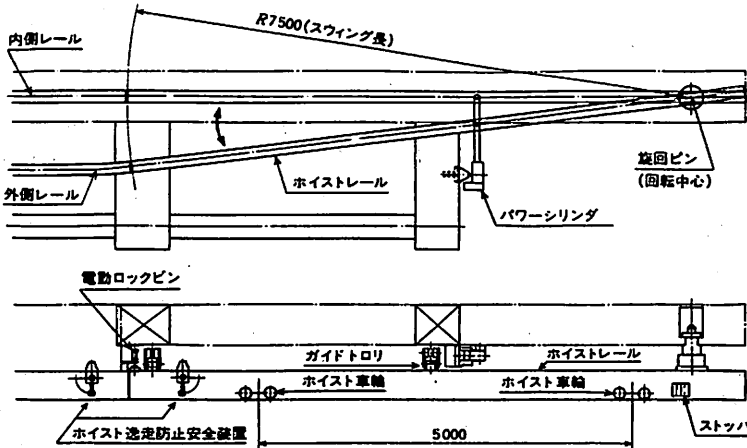 R7500(スウィング長)
内側レール
旋回ピン
(回転中心)
外側レール
ホイストレール
パワーシリンダ
電動ロックピン
ガイドトロリ
ホイストレール
ホイスト車輪
ホイスト車輪
ホイスト逸走防止安全装置
5000
ストッパ